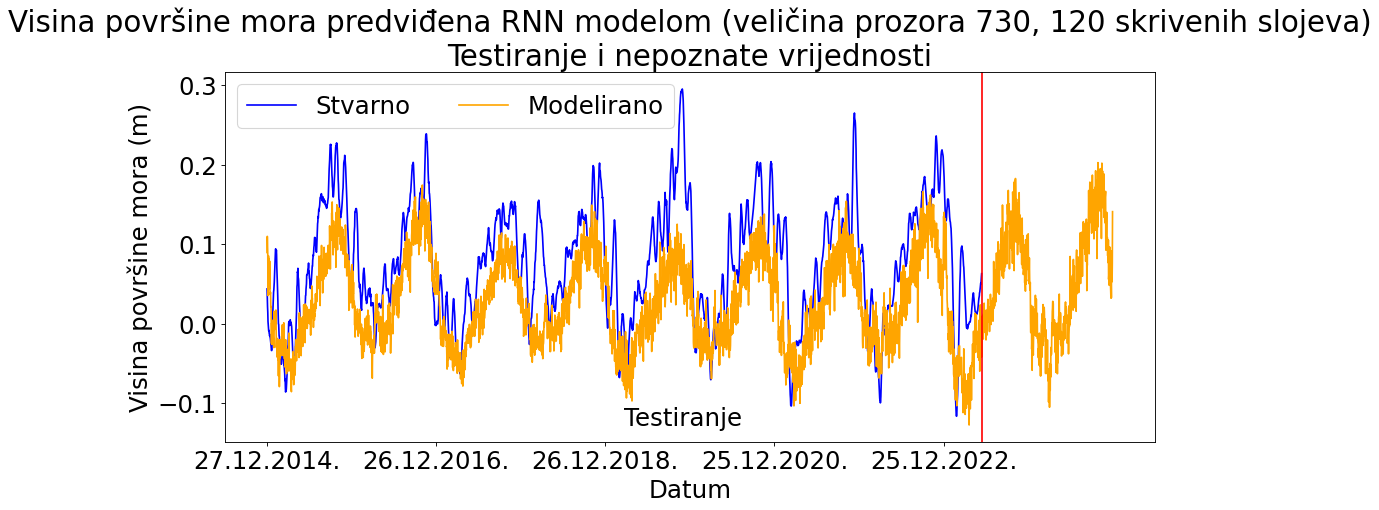 Visina površine mora predviđena RNN modelom (veličina prozora 730, 120 skrivenih slojeva)
Testiranje i nepoznate vrijednosti
Stvarno Modelirano
Visina površine mora (m)
0.3
0.2
0.1
0.0
−0.1
Testiranje
27.12.2014. 26.12.2016. 26.12.2018. 25.12.2020. 25.12.2022.
Datum